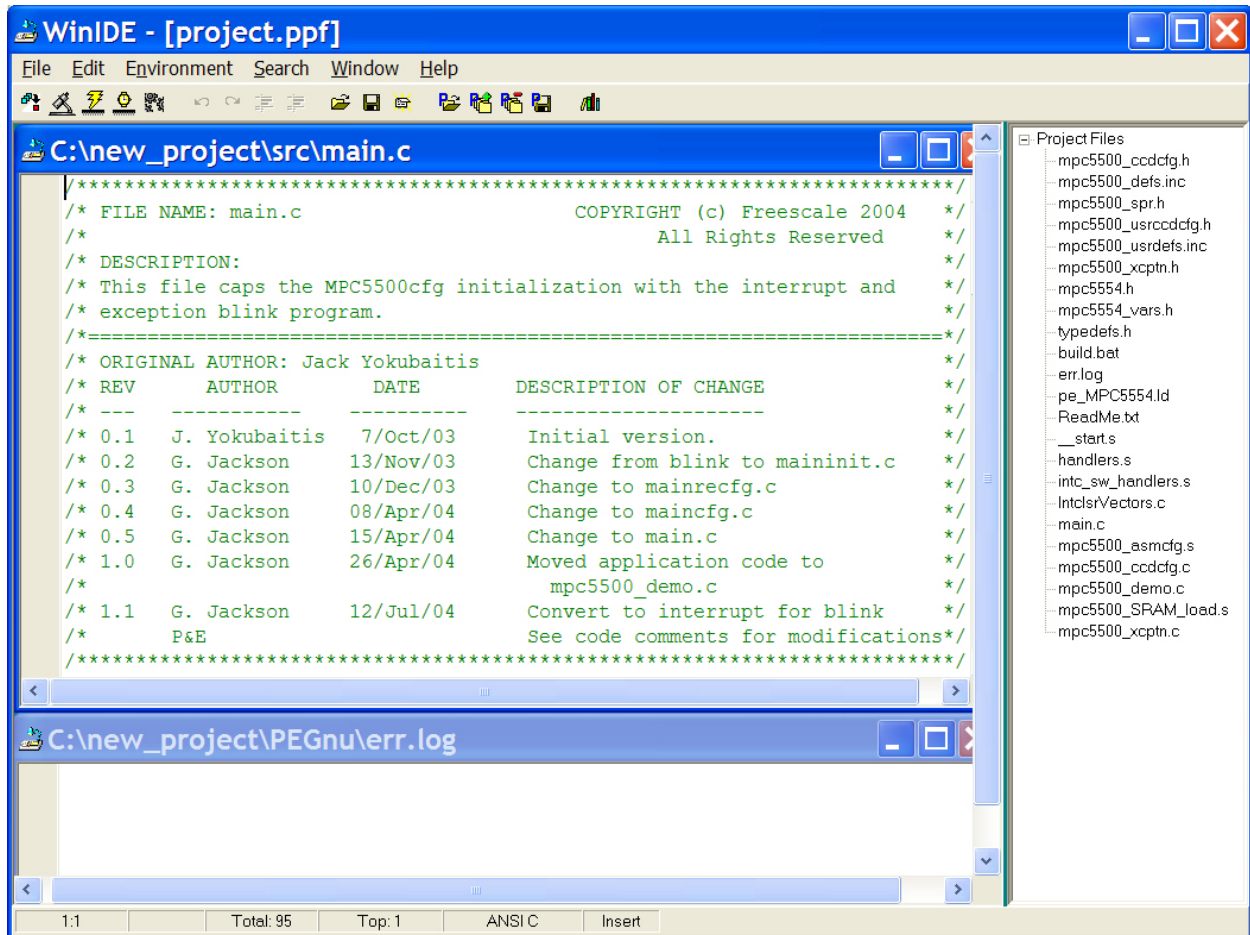 WinIDE - [project.ppf]
File Edit Environment Search Window Help
C:\new_project\src\main.c
/**************************************************************************/
/* FILE NAME: main.c                       COPYRIGHT (c) Freescale 2004   */
/*                                                All Rights Reserved     */
/* DESCRIPTION:                                                           */
/* This file caps the MPC5500cfg initialization with the interrupt and    */
/* exception blink program.                                               */
/*========================================================================*/
/* ORIGINAL AUTHOR: Jack Yokubaitis                                       */
/* REV      AUTHOR        DATE        DESCRIPTION OF CHANGE               */
/* ---   -----------   ----------    ---------------------                */
/* 0.1   J. Yokubaitis   7/Oct/03      Initial version.                   */
/* 0.2   G. Jackson     13/Nov/03      Change from blink to maininit.c    */
/* 0.3   G. Jackson     10/Dec/03      Change to mainrecfg.c              */
/* 0.4   G. Jackson     08/Apr/04      Change to maincfg.c                */
/* 0.5   G. Jackson     15/Apr/04      Change to main.c                   */
/* 1.0   G. Jackson     26/Apr/04      Moved application code to          */
/*                                       mpc5500_demo.c                   */
/* 1.1   G. Jackson     12/Jul/04      Convert to interrupt for blink     */
/*       P&E                           See code comments for modifications*/
/**************************************************************************/
C:\new_project\PEGnu\err.log
1:1 Total: 95 Top: 1 ANSI C Insert
Project Files
mpc5500_ccdcfg.h
mpc5500_defs.inc
mpc5500_spr.h
mpc5500_usrccdcfg.h
mpc5500_usrdefs.inc
mpc5500_xcptn.h
mpc5554.h
mpc5554_vars.h
typedefs.h
build.bat
err.log
pe_MPC5554.ld
ReadMe.txt
__start.s
handlers.s
intc_sw_handlers.s
IntcIsrVectors.c
main.c
mpc5500_asmcfg.s
mpc5500_ccdcfg.c
mpc5500_demo.c
mpc5500_SRAM_load.s
mpc5500_xcptn.c